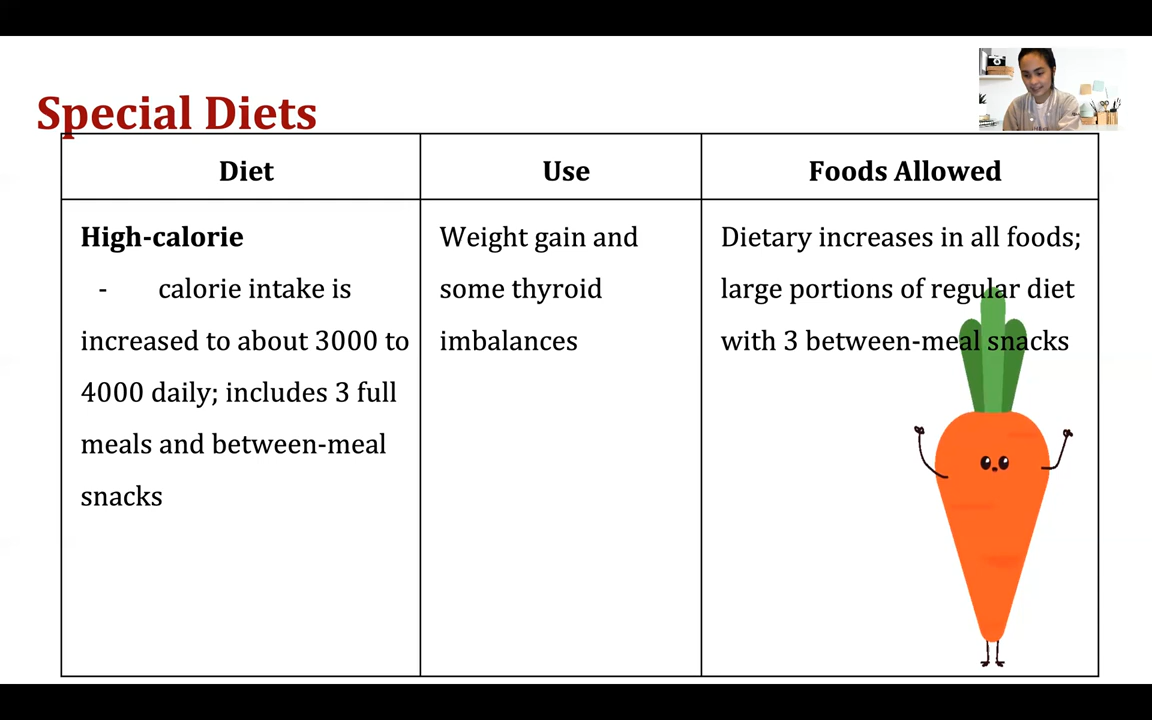 Special Diets
Diet
Use
Foods Allowed
High-calorie
- calorie intake is
increased to about 3000 to
4000 daily; includes 3 full
meals and between-meal
snacks
Weight gain and
some thyroid
imbalances
Dietary increases in all foods;
large portions of regular diet
with 3 between-meal snacks